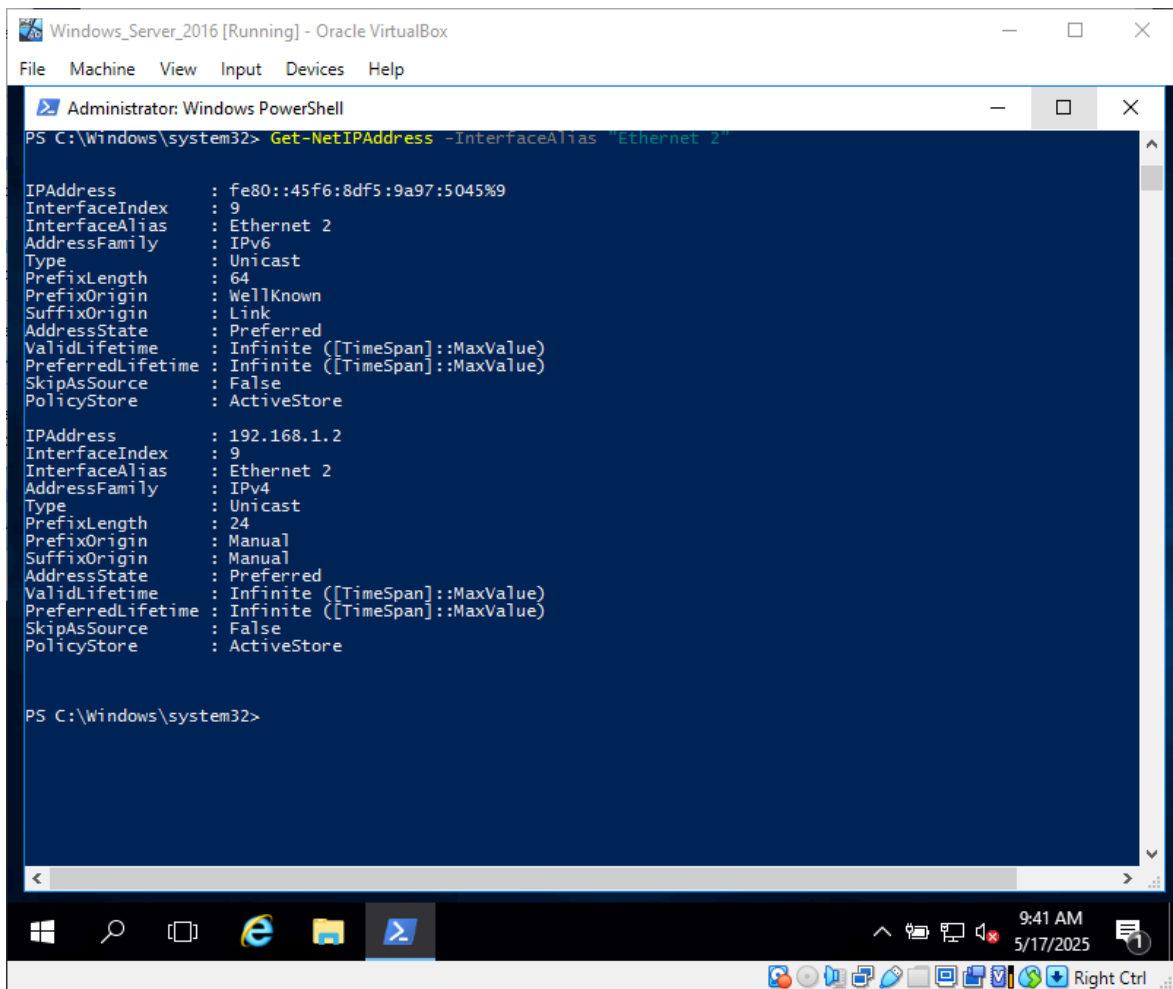 Windows_Server_2016 [Running] - Oracle VirtualBox
File Machine View Input Devices Help
Administrator: Windows PowerShell
PS C:\Windows\system32> Get-NetIPAddress -InterfaceAlias "Ethernet 2"
IPAddress : fe80::45f6:8df5:9a97:5045%9
InterfaceIndex : 9
InterfaceAlias : Ethernet 2
AddressFamily : IPv6
Type : Unicast
PrefixLength : 64
PrefixOrigin : WellKnown
SuffixOrigin : Link
AddressState : Preferred
ValidLifetime : Infinite ([TimeSpan]::MaxValue)
PreferredLifetime : Infinite ([TimeSpan]::MaxValue)
SkipAsSource : False
PolicyStore : ActiveStore
IPAddress : 192.168.1.2
InterfaceIndex : 9
InterfaceAlias : Ethernet 2
AddressFamily : IPv4
Type : Unicast
PrefixLength : 24
PrefixOrigin : Manual
SuffixOrigin : Manual
AddressState : Preferred
ValidLifetime : Infinite ([TimeSpan]::MaxValue)
PreferredLifetime : Infinite ([TimeSpan]::MaxValue)
SkipAsSource : False
PolicyStore : ActiveStore
PS C:\Windows\system32>
9:41 AM
5/17/2025
1
Right Ctrl